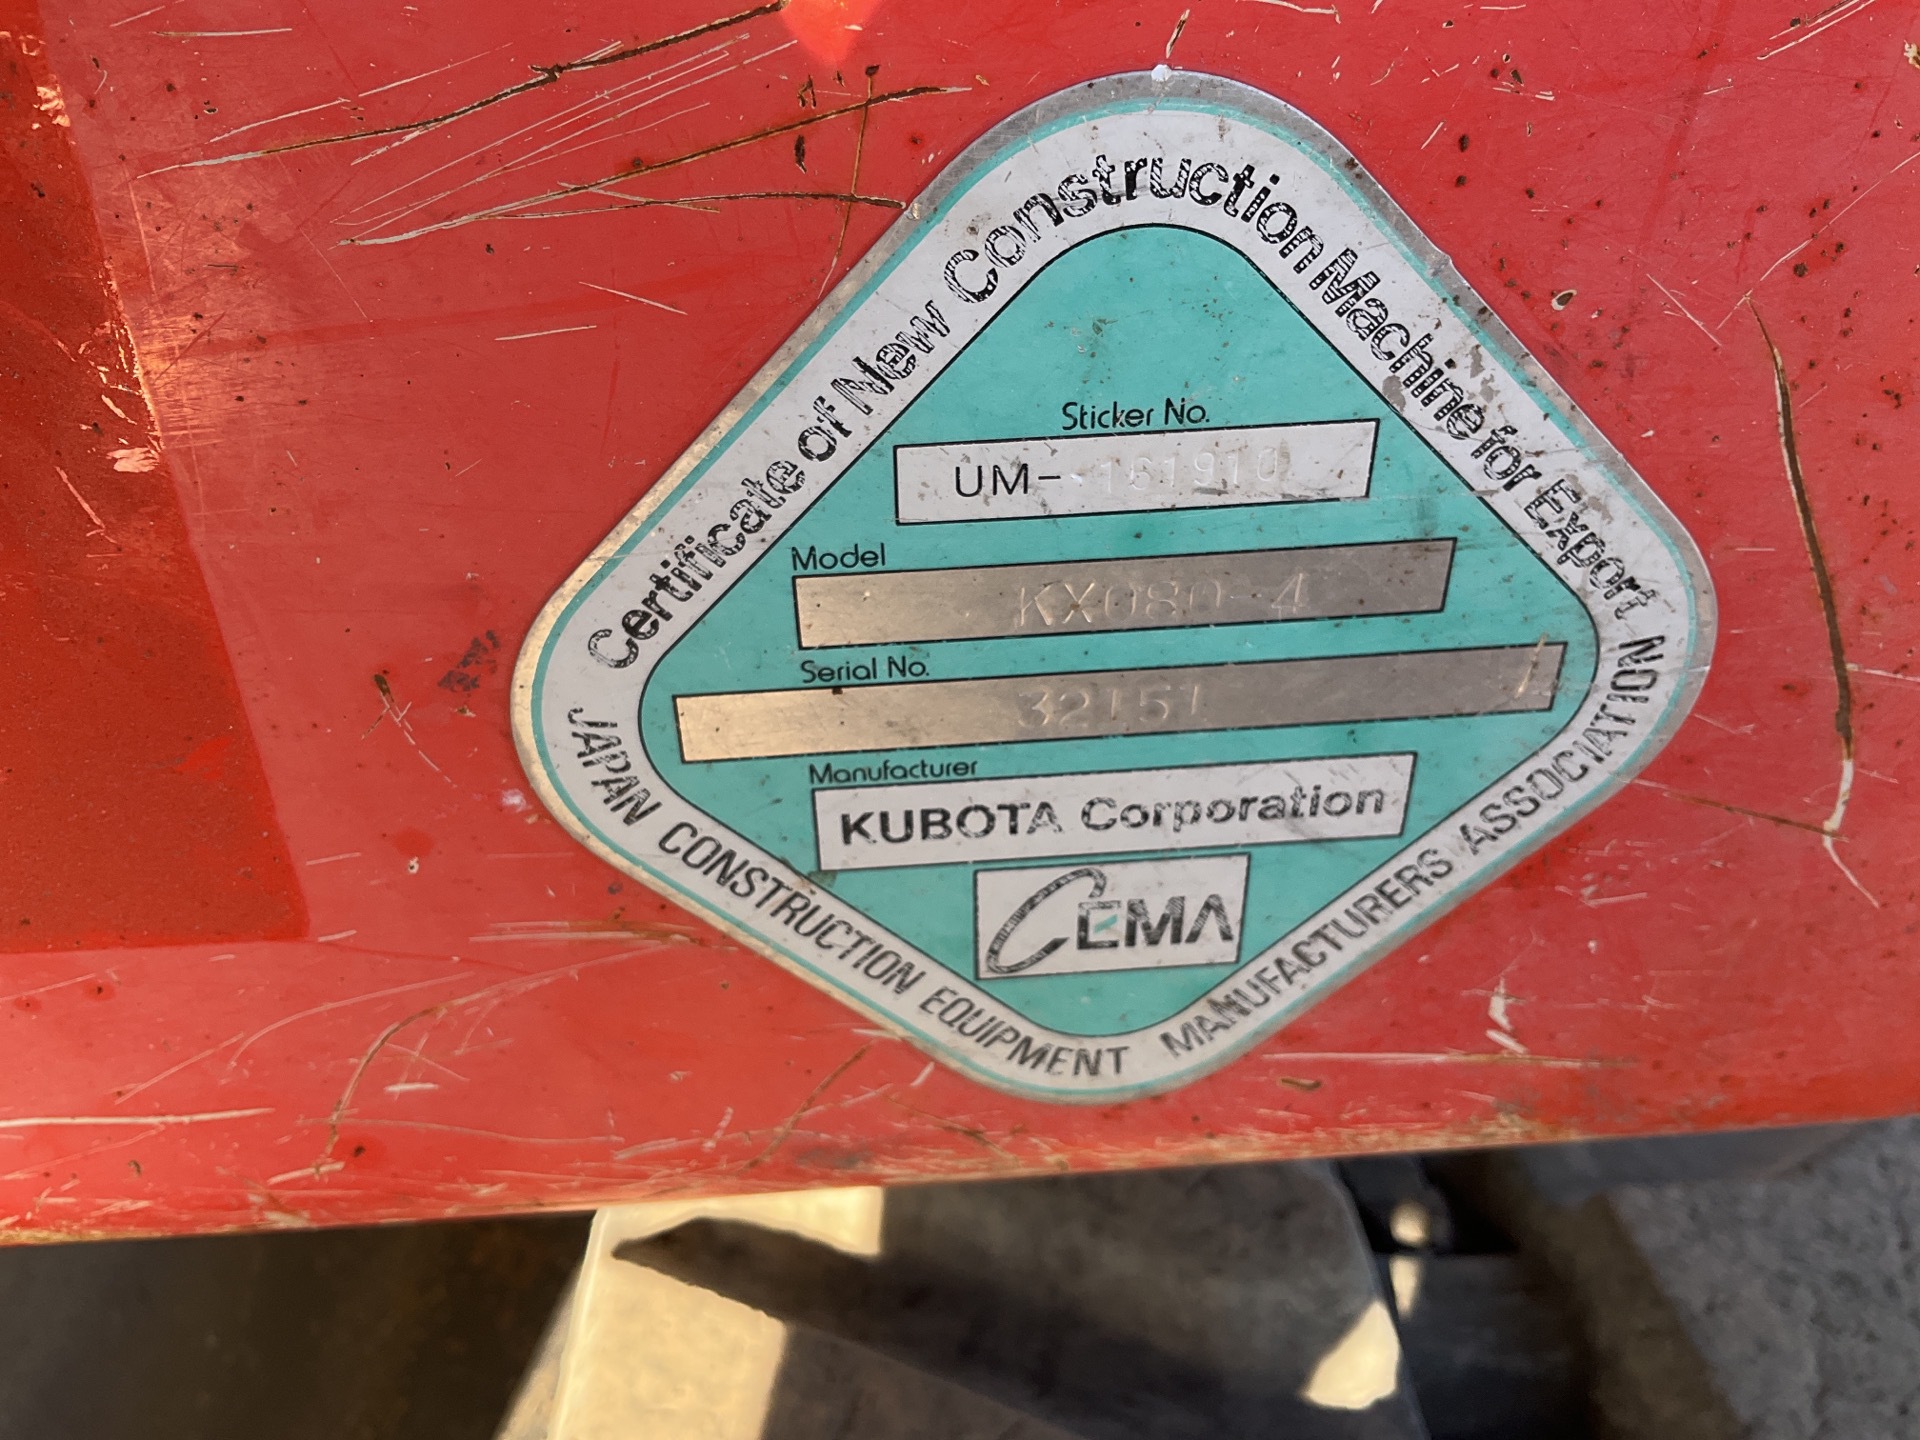 Certificate of New Construction Machine for Export
Sticker No.
UM- 161910
Model
KX080-4
Serial No.
32151
Manufacturer
KUBOTA Corporation
CEMA
JAPAN CONSTRUCTION EQUIPMENT MANUFACTURERS ASSOCIATION